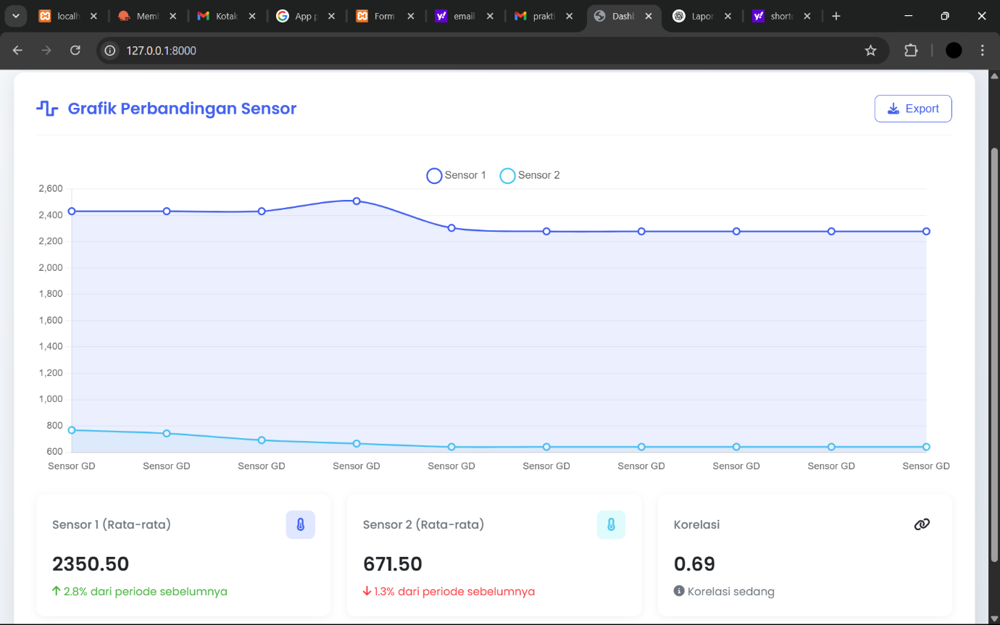 localh
Meml
Kotak
App p
Form
email
prakti
Dashb
Lapor
shorto
127.0.0.1:8000
Grafik Perbandingan Sensor
Export
Sensor 1 Sensor 2
2,600
2,400
2,200
2,000
1,800
1,600
1,400
1,200
1,000
800
600
Sensor GD Sensor GD Sensor GD Sensor GD Sensor GD Sensor GD Sensor GD Sensor GD Sensor GD Sensor GD
Sensor 1 (Rata-rata)
2350.50
2.8% dari periode sebelumnya
Sensor 2 (Rata-rata)
671.50
1.3% dari periode sebelumnya
Korelasi
0.69
Korelasi sedang